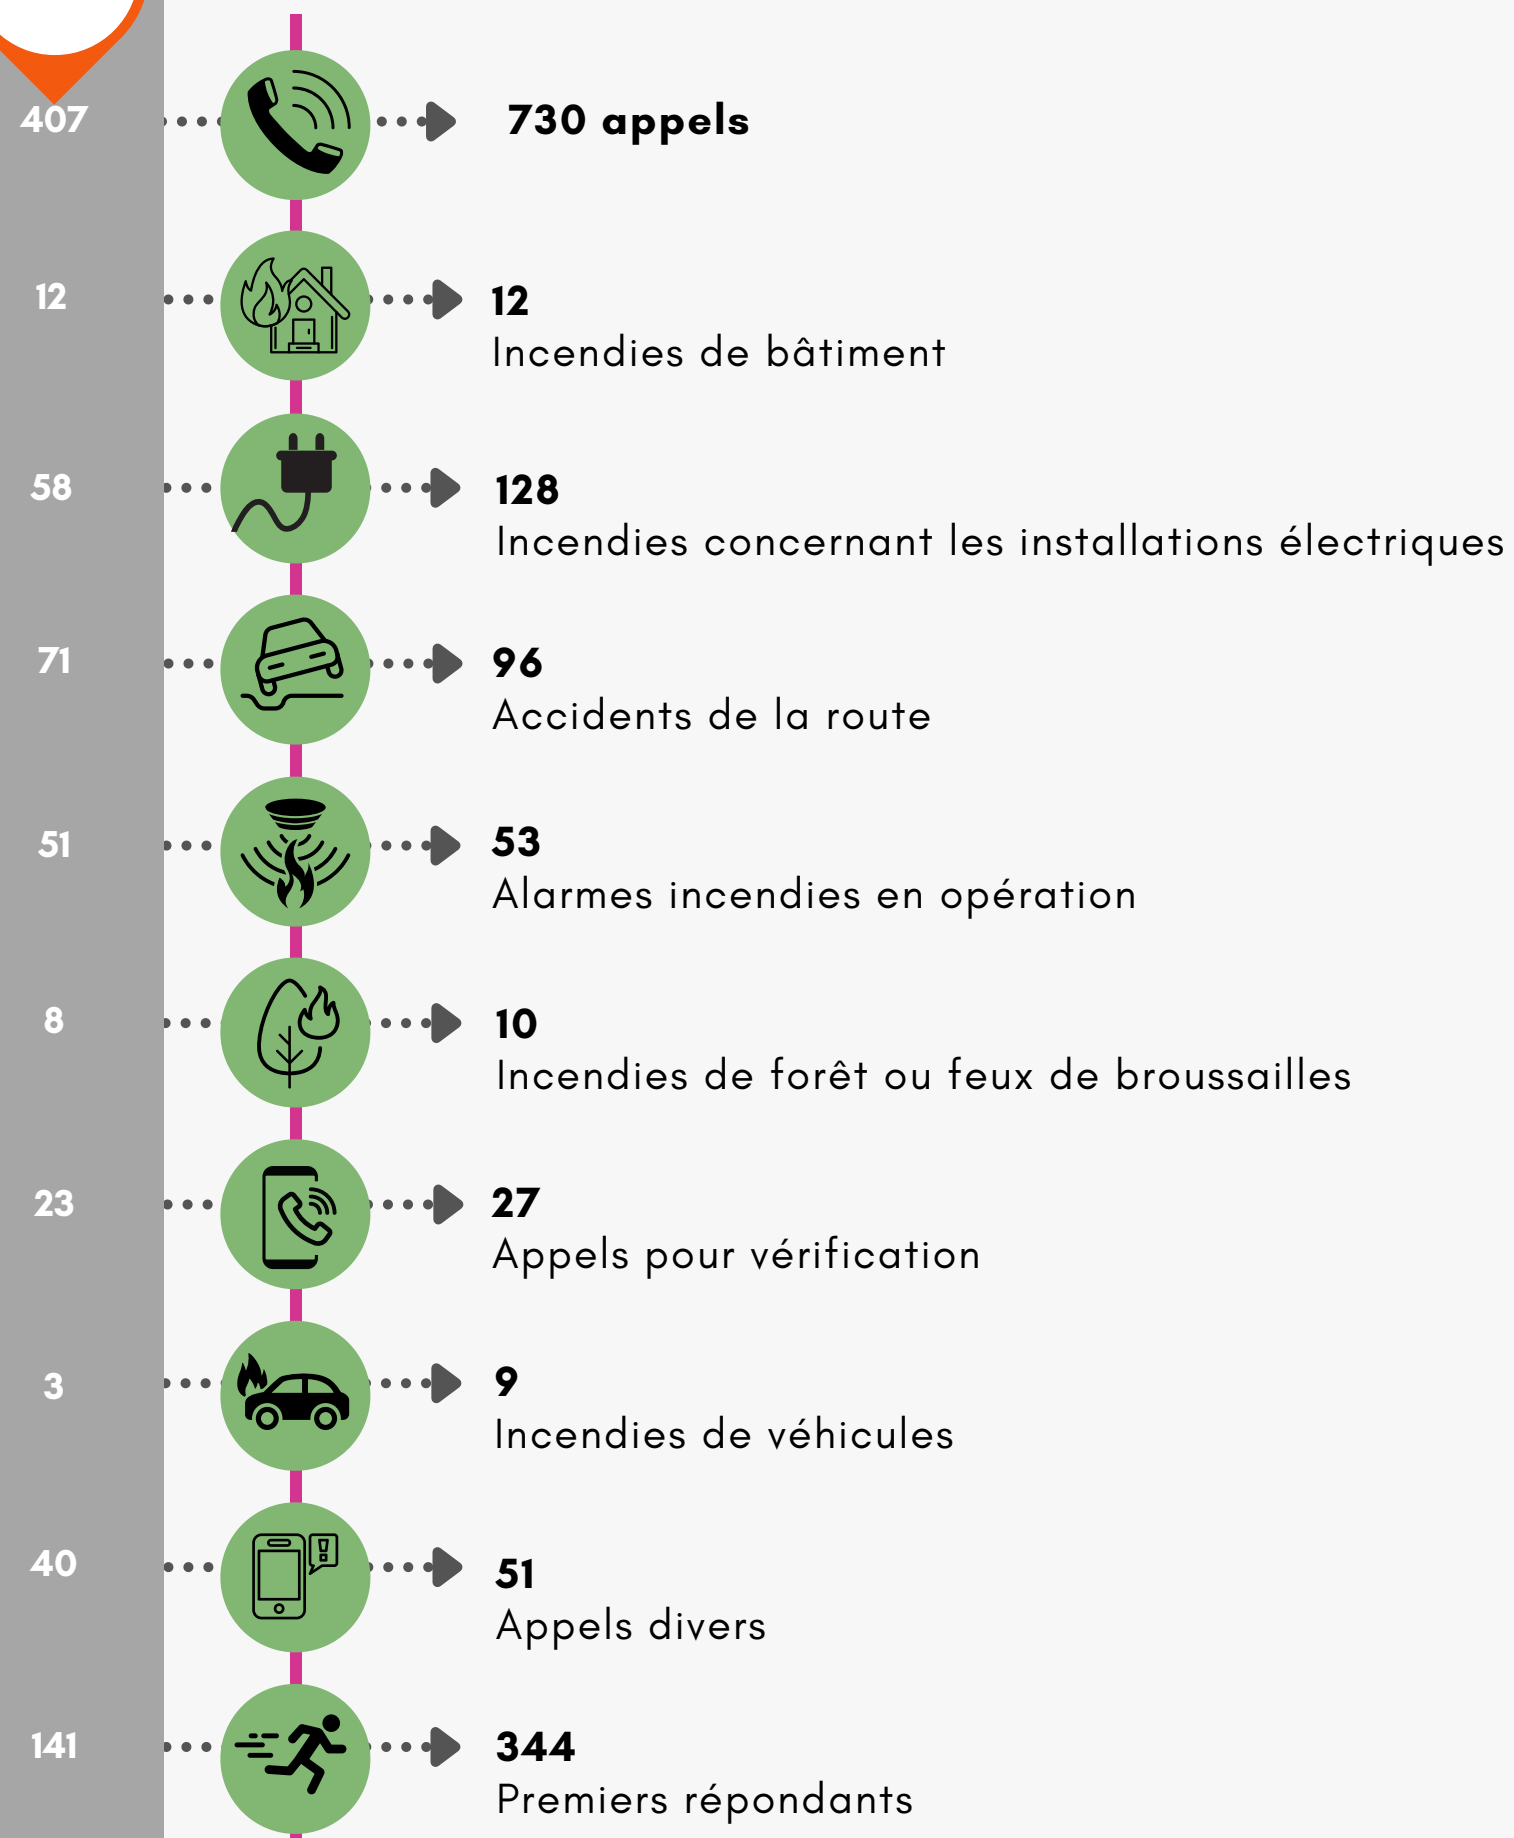 407
730 appels
12
12
Incendies de bâtiment
58
128
Incendies concernant les installations électriques
71
96
Accidents de la route
51
53
Alarmes incendies en opération
8
10
Incendies de forêt ou feux de broussailles
23
27
Appels pour vérification
3
9
Incendies de véhicules
40
51
Appels divers
141
344
Premiers répondants